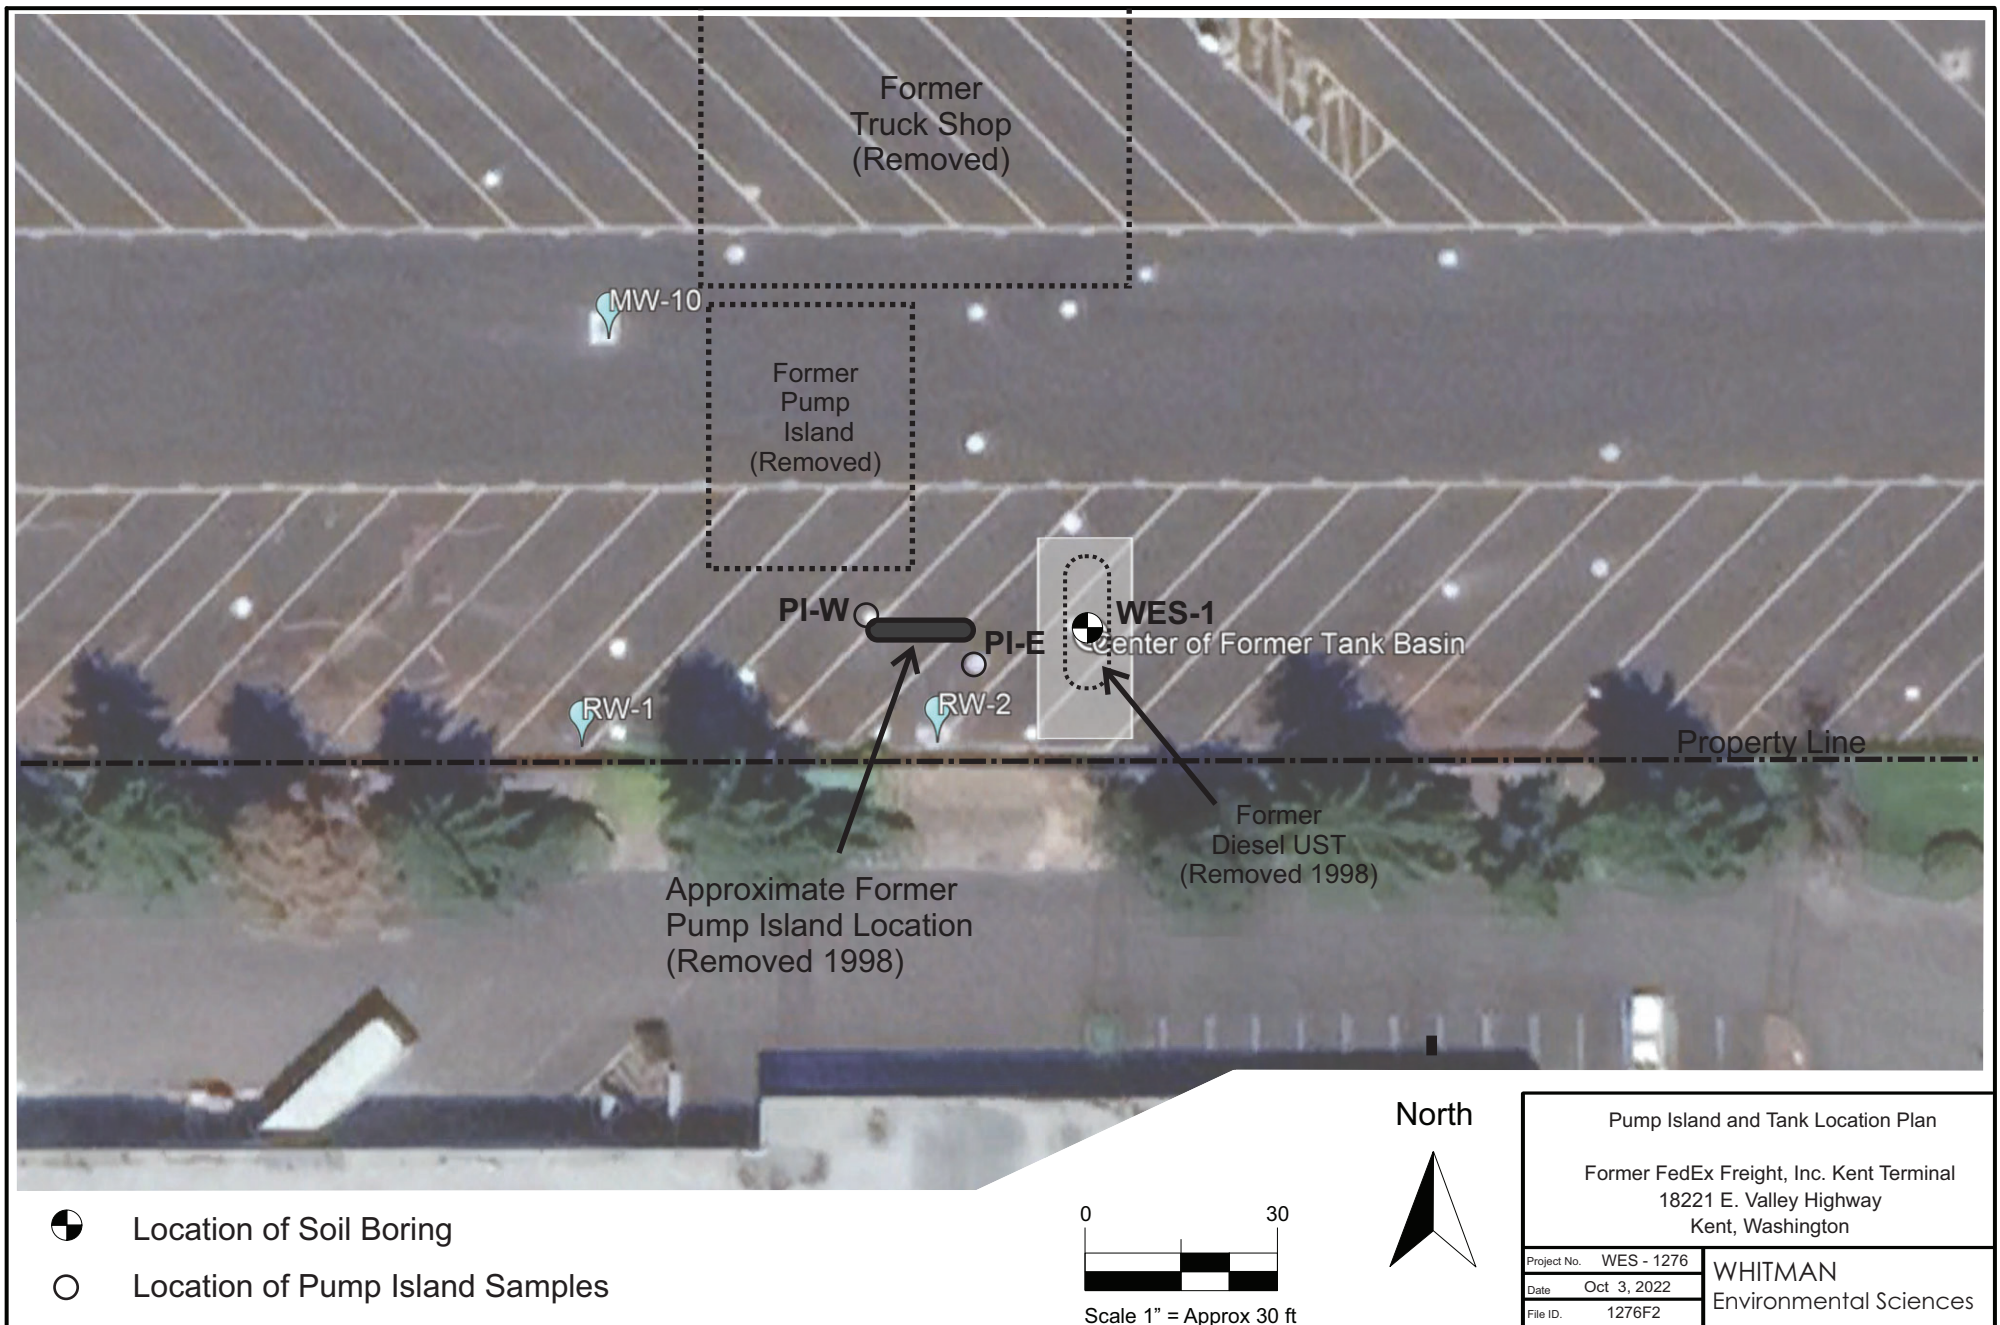 Former
Truck Shop
(Removed)
MW-10
Former
Pump
Island
(Removed)
PI-W
WES-1
PI-E
Center of Former Tank Basin
RW-1
RW-2
Property Line
Former
Diesel UST
(Removed 1998)
Approximate Former
Pump Island Location
(Removed 1998)
North
Location of Soil Boring
Location of Pump Island Samples
0 30
Scale 1” = Approx 30 ft
Pump Island and Tank Location Plan
Former FedEx Freight, Inc. Kent Terminal
18221 E. Valley Highway
Kent, Washington
Project No. WES - 1276
Date Oct 3, 2022
File ID. 1276F2
WHITMAN
Environmental Sciences